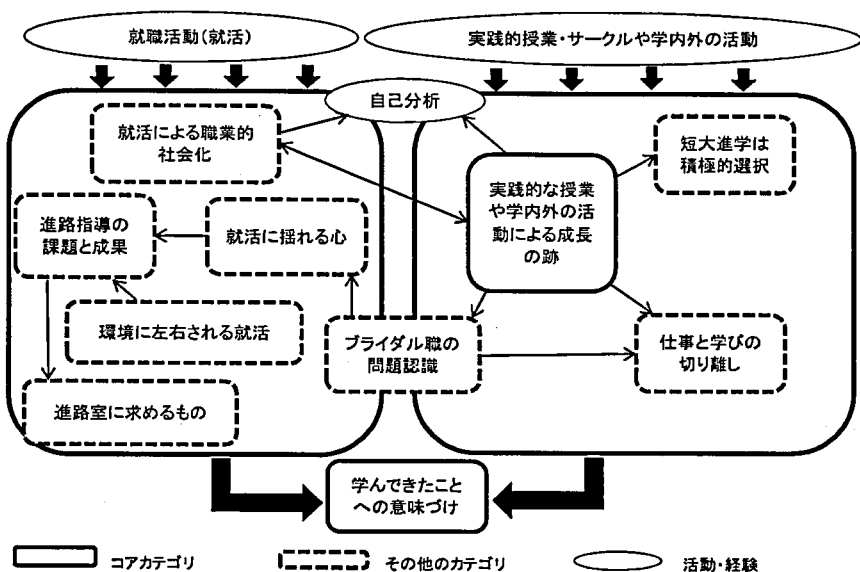 就職活動(就活)
実践的授業・サークルや学内外の活動
自己分析
就活による職業的
社会化
短大進学は
積極的選択
実践的な授業
や学内外の活
動による成長
の跡
進路指導の
課題と成果
就活に揺れる心
環境に左右される就活
ブライダル職の
問題認識
仕事と学びの
切り離し
進路室に求めるもの
学んできたこと
への意味づけ
コアカテゴリ
その他のカテゴリ
活動・経験